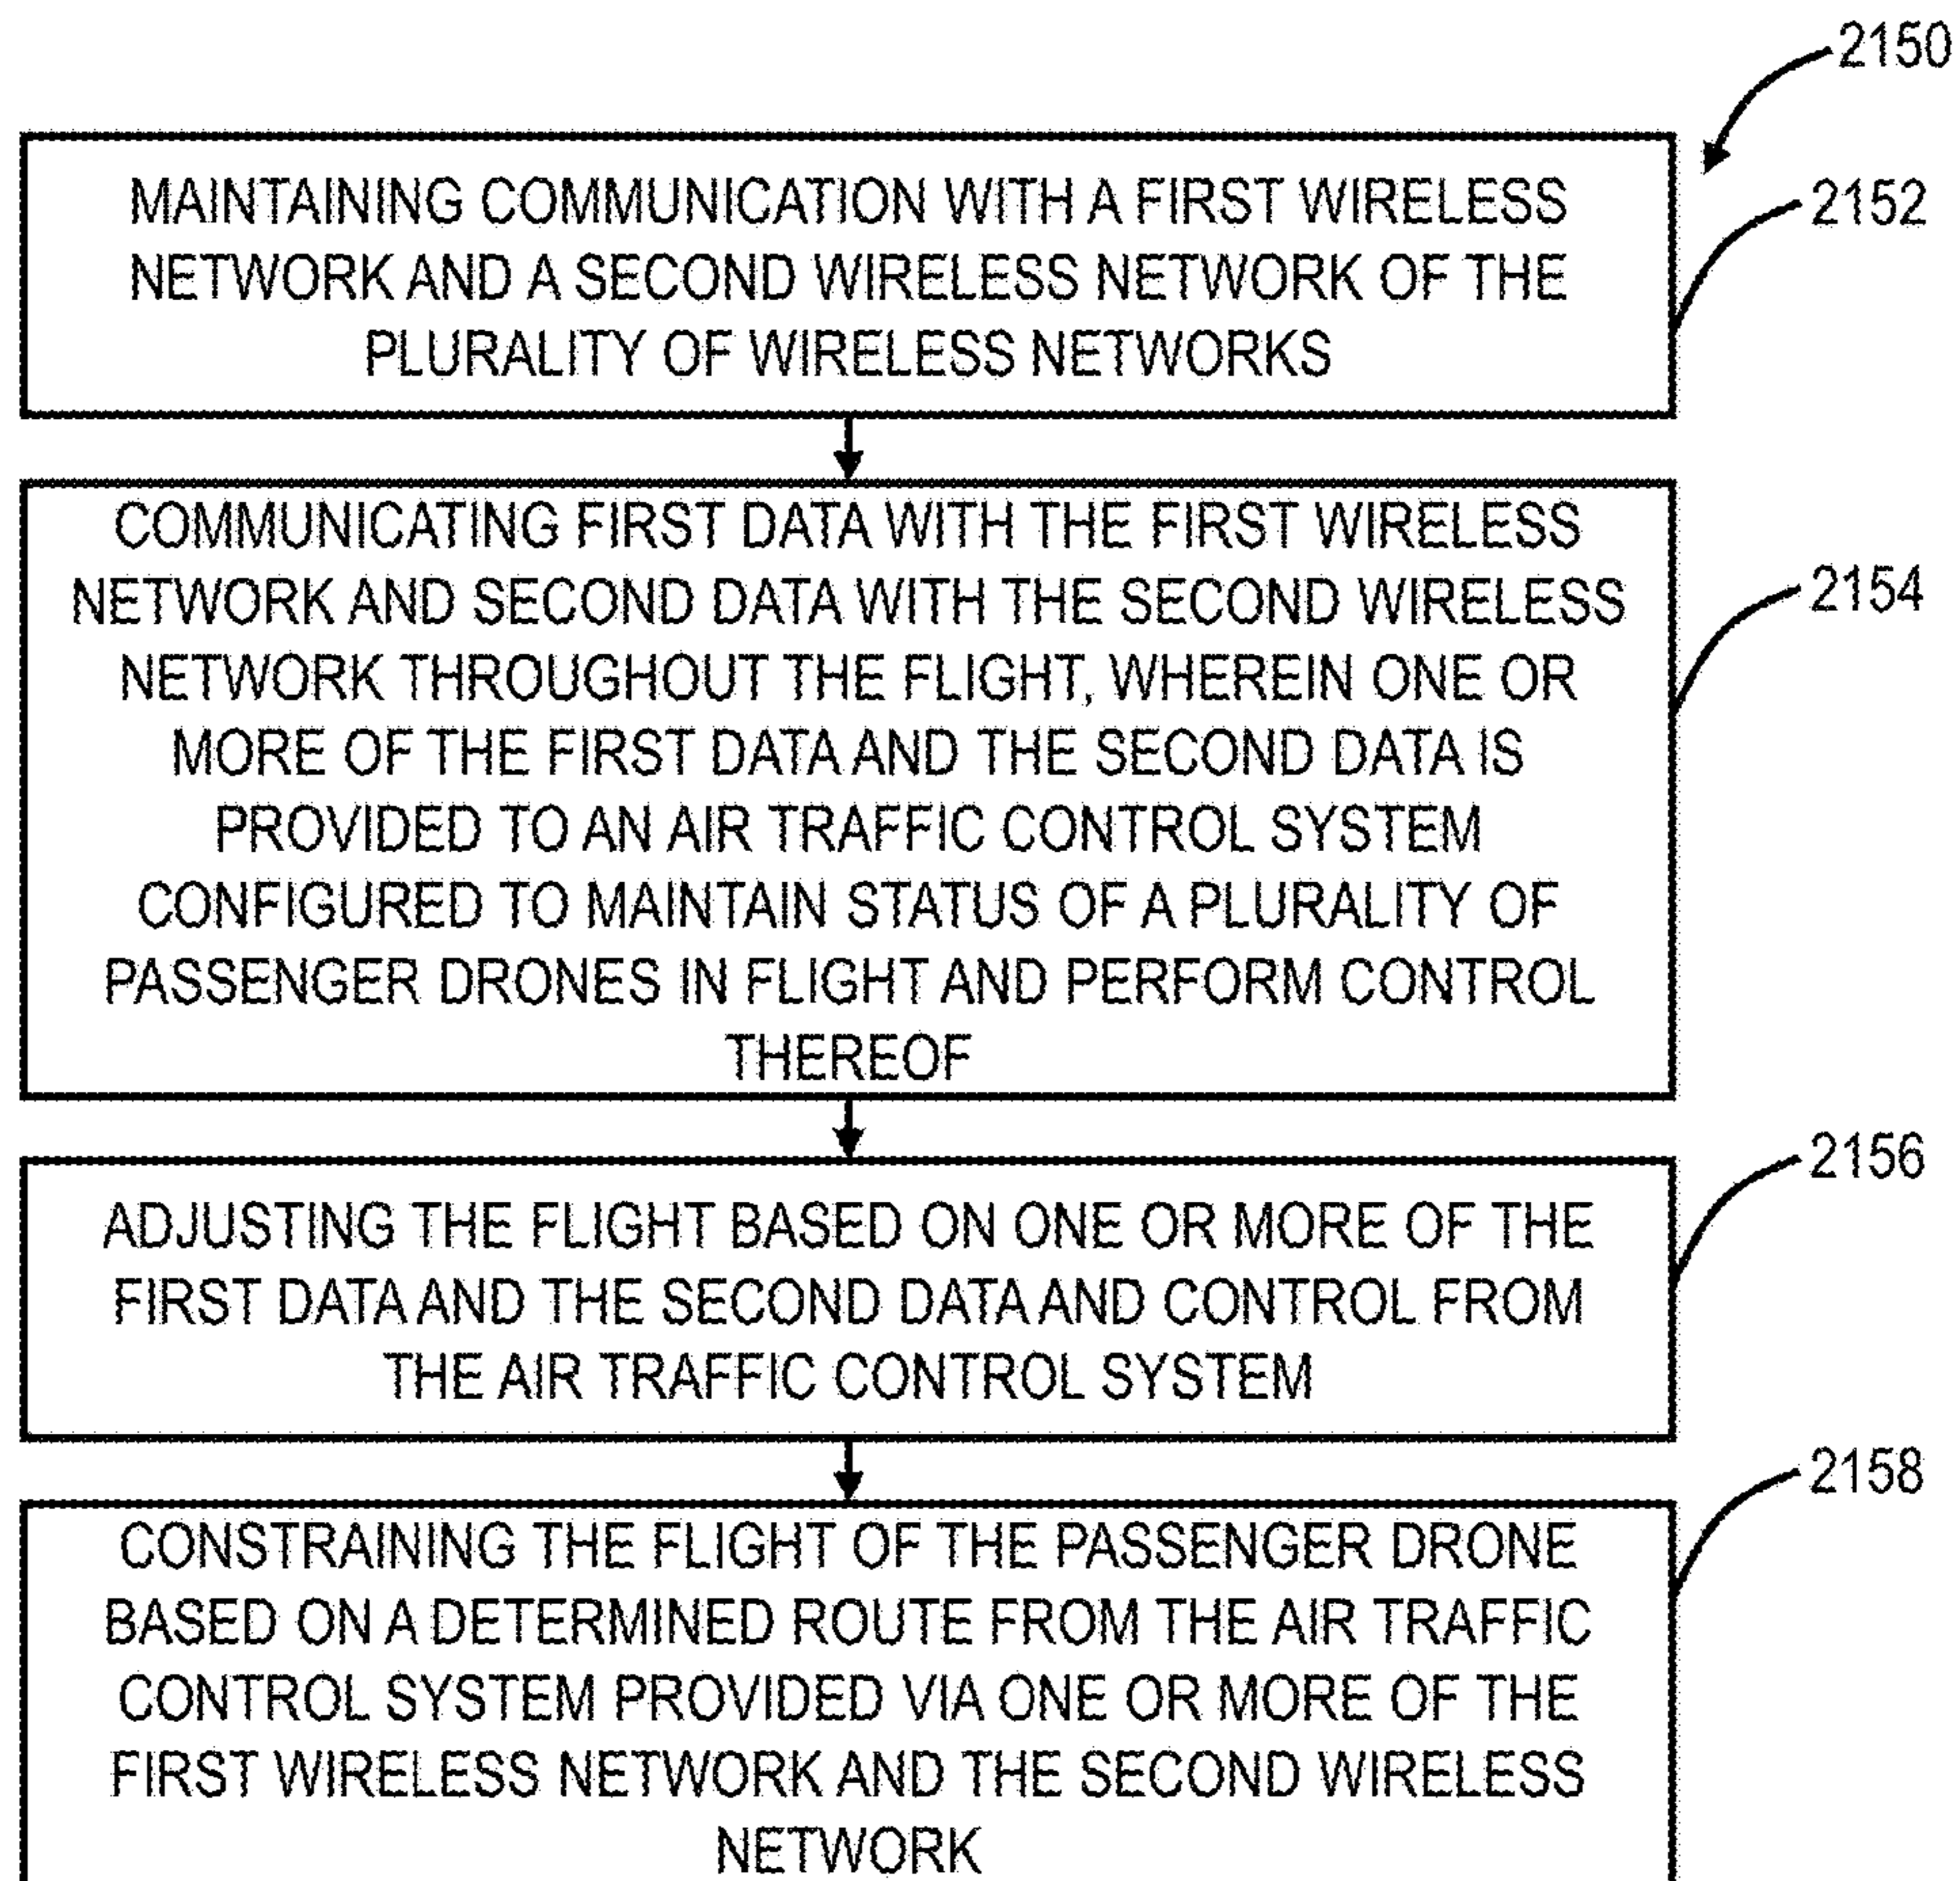 2150
MAINTAINING COMMUNICATION WITH A FIRST WIRELESS
NETWORK AND A SECOND WIRELESS NETWORK OF THE
PLURALITY OF WIRELESS NETWORKS
2152
COMMUNICATING FIRST DATA WITH THE FIRST WIRELESS
NETWORK AND SECOND DATA WITH THE SECOND WIRELESS
NETWORK THROUGHOUT THE FLIGHT, WHEREIN ONE OR
MORE OF THE FIRST DATA AND THE SECOND DATA IS
PROVIDED TO AN AIR TRAFFIC CONTROL SYSTEM
CONFIGURED TO MAINTAIN STATUS OF A PLURALITY OF
PASSENGER DRONES IN FLIGHT AND PERFORM CONTROL
THEREOF
2154
ADJUSTING THE FLIGHT BASED ON ONE OR MORE OF THE
FIRST DATA AND THE SECOND DATA AND CONTROL FROM
THE AIR TRAFFIC CONTROL SYSTEM
2156
CONSTRAINING THE FLIGHT OF THE PASSENGER DRONE
BASED ON A DETERMINED ROUTE FROM THE AIR TRAFFIC
CONTROL SYSTEM PROVIDED VIA ONE OR MORE OF THE
FIRST WIRELESS NETWORK AND THE SECOND WIRELESS
NETWORK
2158